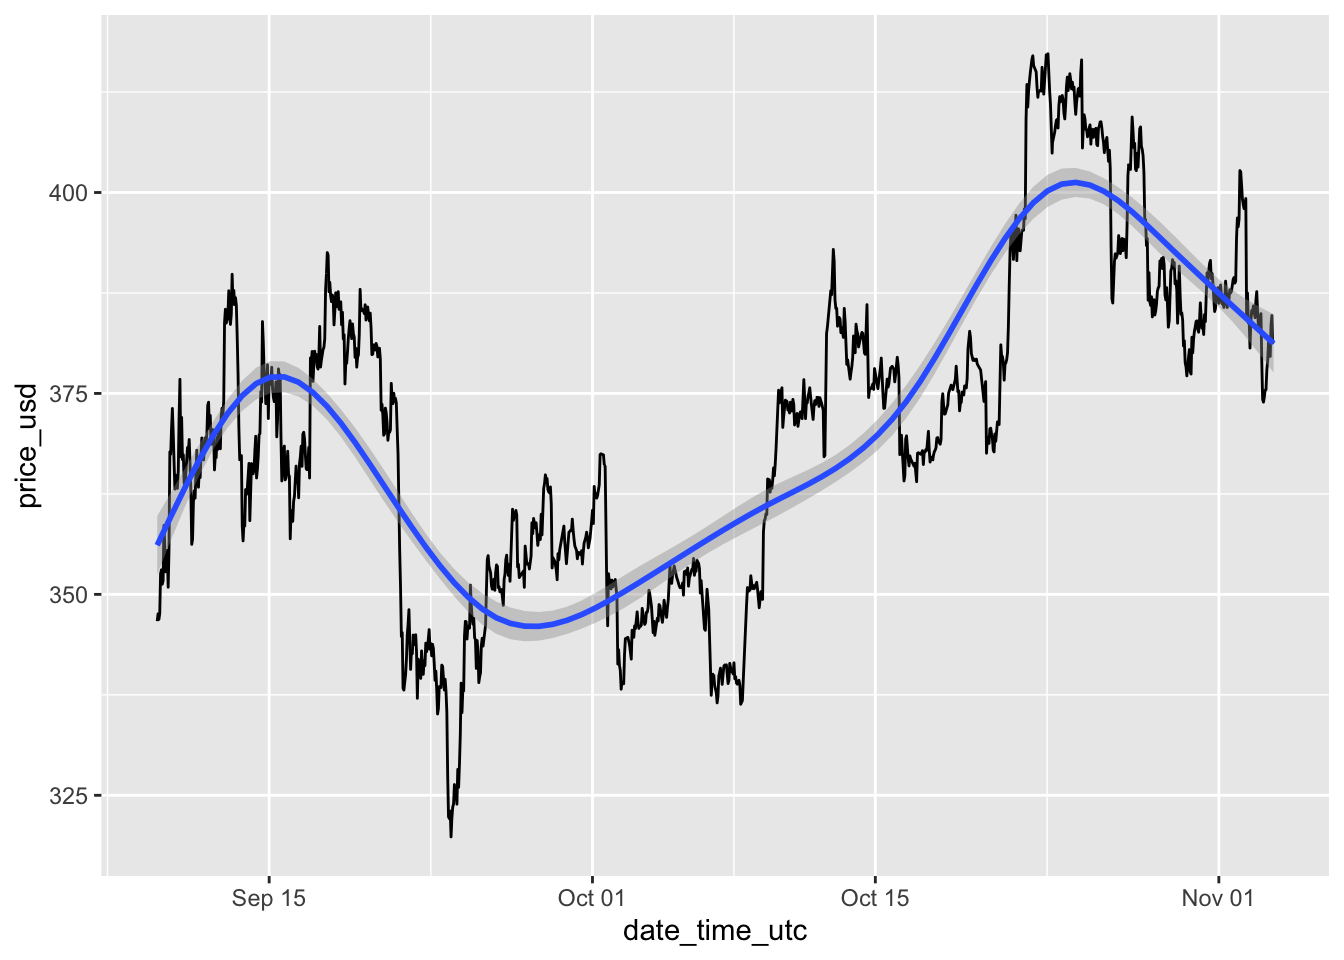 price_usd
400
375
350
325
Sep 15
Oct 01
Oct 15
Nov 01
date_time_utc